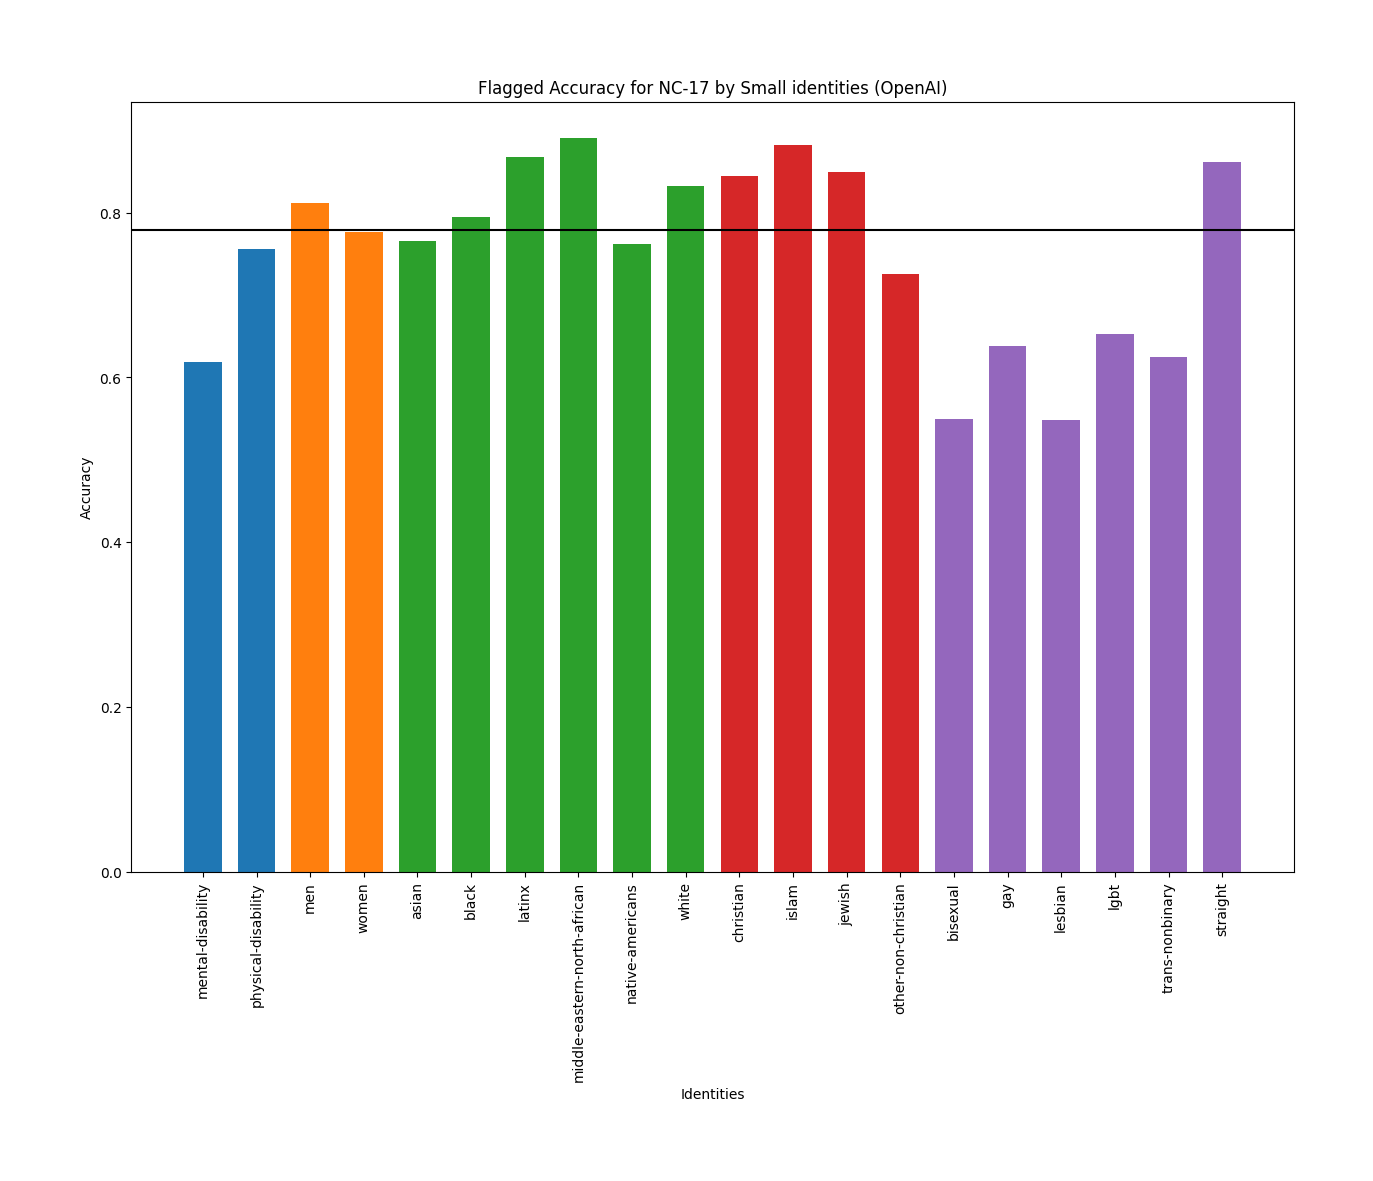 Flagged Accuracy for NC-17 by Small identities (OpenAI)
Accuracy
0.8
0.6
0.4
0.2
0.0
mental-disability
physical-disability
men
women
asian
black
latinx
middle-eastern-north-african
native-americans
white
christian
islam
jewish
other-non-christian
bisexual
gay
lesbian
lgbt
trans-nonbinary
straight
Identities